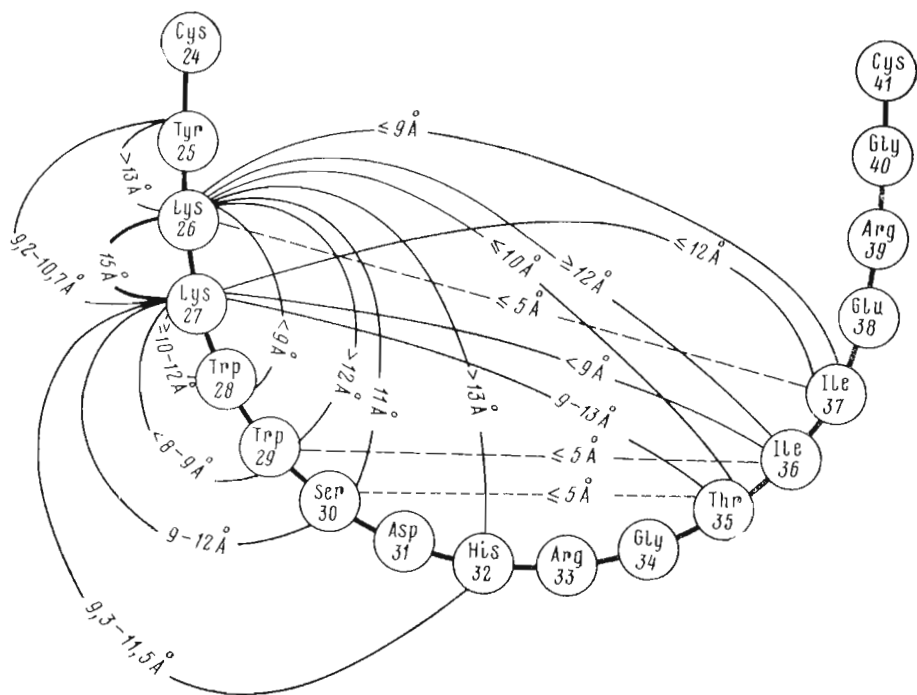 Cys
24
Tyr
25
Lys
26
Lys
27
Trp
28
Trp
29
Ser
30
Asp
31
His
32
Arg
33
Gly
34
Thr
35
Ile
36
Ile
37
Glu
38
Arg
39
Gly
40
Cys
41
≤9Å
>13Å
9,2–10,7Å
15Å
≤10Å
≥12Å
≤12Å
≤5Å
≥10–12Å
<9Å
>12Å
11Å
>13Å
<9Å
9–13Å
<8–9Å
≤5Å
≤5Å
9–12Å
9,3–11,5Å